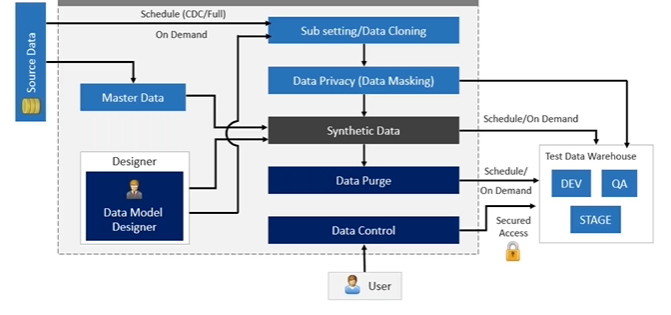 Schedule (CDC/Full)
On Demand
Source Data
Sub setting/Data Cloning
Data Privacy (Data Masking)
Master Data
Synthetic Data
Schedule/On Demand
Designer
Data Model
Designer
Data Purge
Schedule/
On Demand
Test Data Warehouse
DEV
QA
STAGE
Data Control
Secured
Access
User